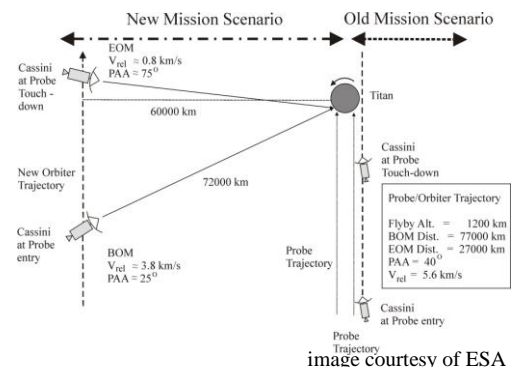 New Mission Scenario
Old Mission Scenario
EOM
Vrel ≈ 0.8 km/s
PAA ≈ 75°
Cassini
at Probe
Touch -
down
Titan
60000 km
72000 km
New Orbiter
Trajectory
Cassini
at Probe
Touch-down
Cassini
at Probe
entry
BOM
Vrel ≈ 3.8 km/s
PAA ≈ 25°
Probe
Trajectory
Probe/Orbiter Trajectory
Flyby Alt. = 1200 km
BOM Dist. = 77000 km
EOM Dist. = 27000 km
PAA = 40°
Vrel = 5.6 km/s
Cassini
at Probe entry
Probe
Trajectory
image courtesy of ESA